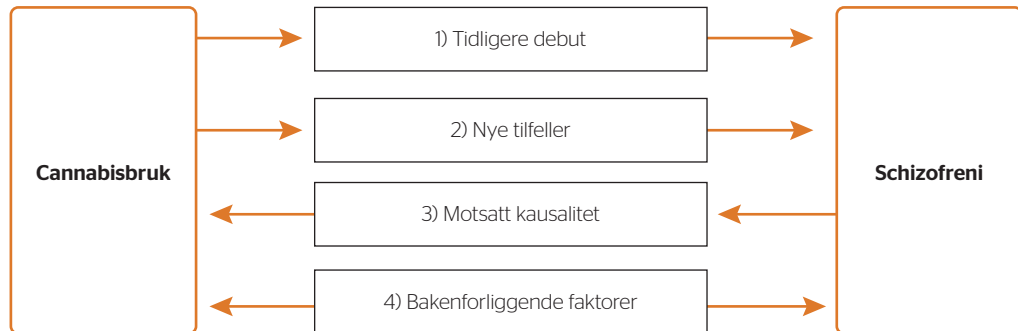 1) Tidligere debut
2) Nye tilfeller
Cannabisbruk
Schizofreni
3) Motsatt kausalitet
4) Bakenforliggende faktorer